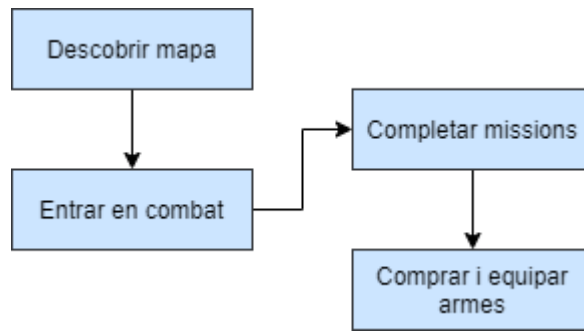 Descobrir mapa
Entrar en combat
Completar missions
Comprar i equipar
armes